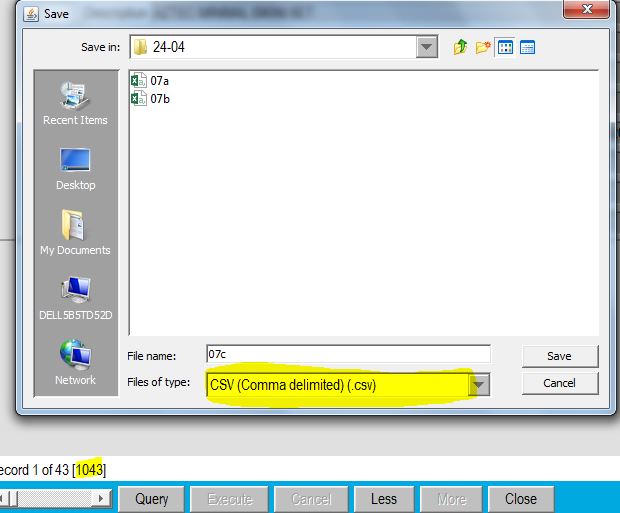 Save
Save in:
24-04
07a
07b
Recent Items
Desktop
My Documents
DELL5B5TD52D
Network
File name:
07c
Save
Files of type:
CSV (Comma delimited) (.csv)
Cancel
ecord 1 of 43 [1043]
Query
Execute
Cancel
Less
More
Close